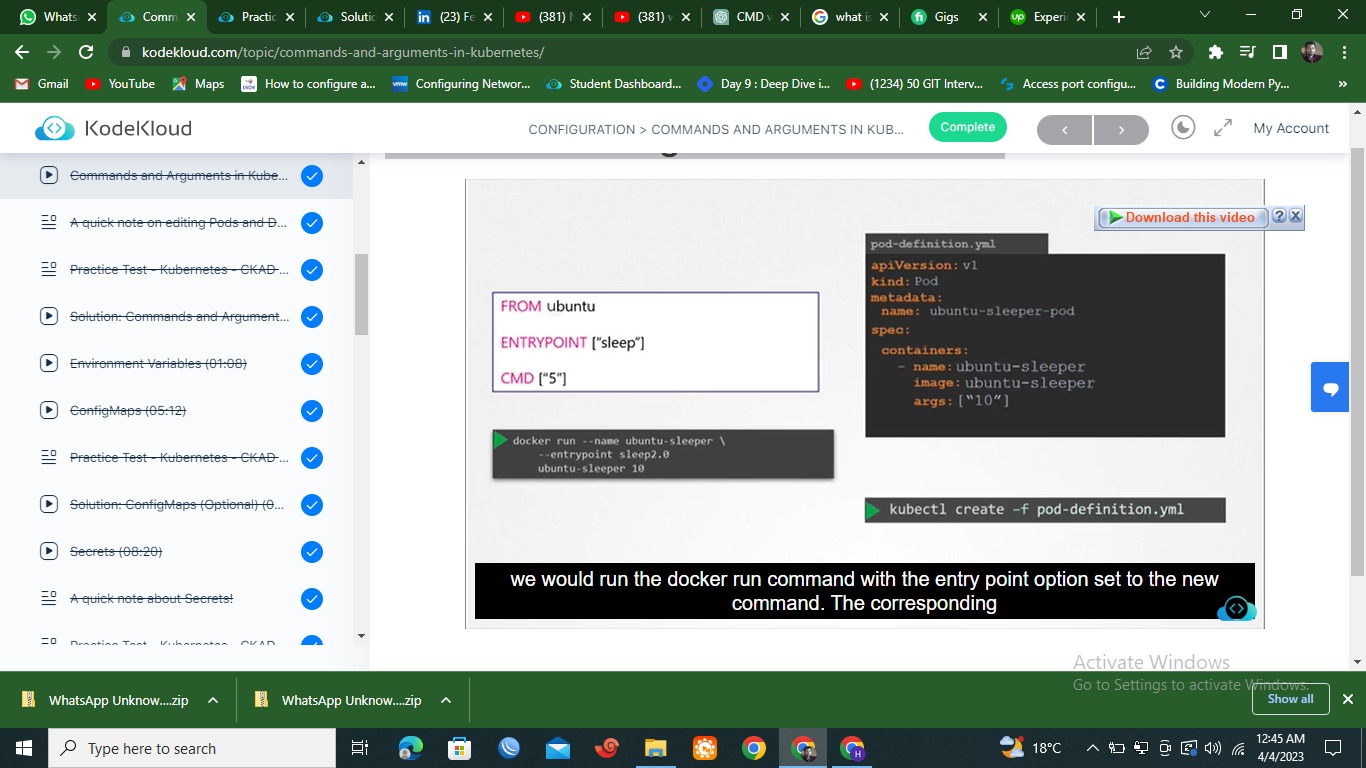 Whats
Comm
Practic
Solutic
(23) Fe
(381)
(381)
CMD
what is
Gigs
Experi
kodekloud.com/topic/commands-and-arguments-in-kubernetes/
Gmail
YouTube
Maps
How to configure a...
Configuring Networ...
Student Dashboard...
Day 9 : Deep Dive i...
(1234) 50 GIT Interv...
Access port configu...
Building Modern Py...
»
KodeKloud
CONFIGURATION > COMMANDS AND ARGUMENTS IN KUB...
Complete
My Account
Commands and Arguments in Kube...
A quick note on editing Pods and D...
Practice Test - Kubernetes - CKAD ...
Solution: Commands and Argument...
Environment Variables (01:08)
ConfigMaps (05:12)
Practice Test - Kubernetes - CKAD ...
Solution: ConfigMaps (Optional) (0...
Secrets (08:20)
A quick note about Secrets!
Practice Test - Kubernetes - CKAD
Download this video
FROM ubuntu
ENTRYPOINT ["sleep"]
CMD ["5"]
docker run --name ubuntu-sleeper \
--entrypoint sleep2.0
ubuntu-sleeper 10
pod-definition.yml
apiVersion: v1
kind: Pod
metadata:
name: ubuntu-sleeper-pod
spec:
containers:
- name: ubuntu-sleeper
image: ubuntu-sleeper
args: ["10"]
kubectl create -f pod-definition.yml
we would run the docker run command with the entry point option set to the new
command. The corresponding
Activate Windows
Go to Settings to activate Windows.
WhatsApp Unknow....zip
WhatsApp Unknow....zip
Show all
Type here to search
18°C
12:45 AM
4/4/2023